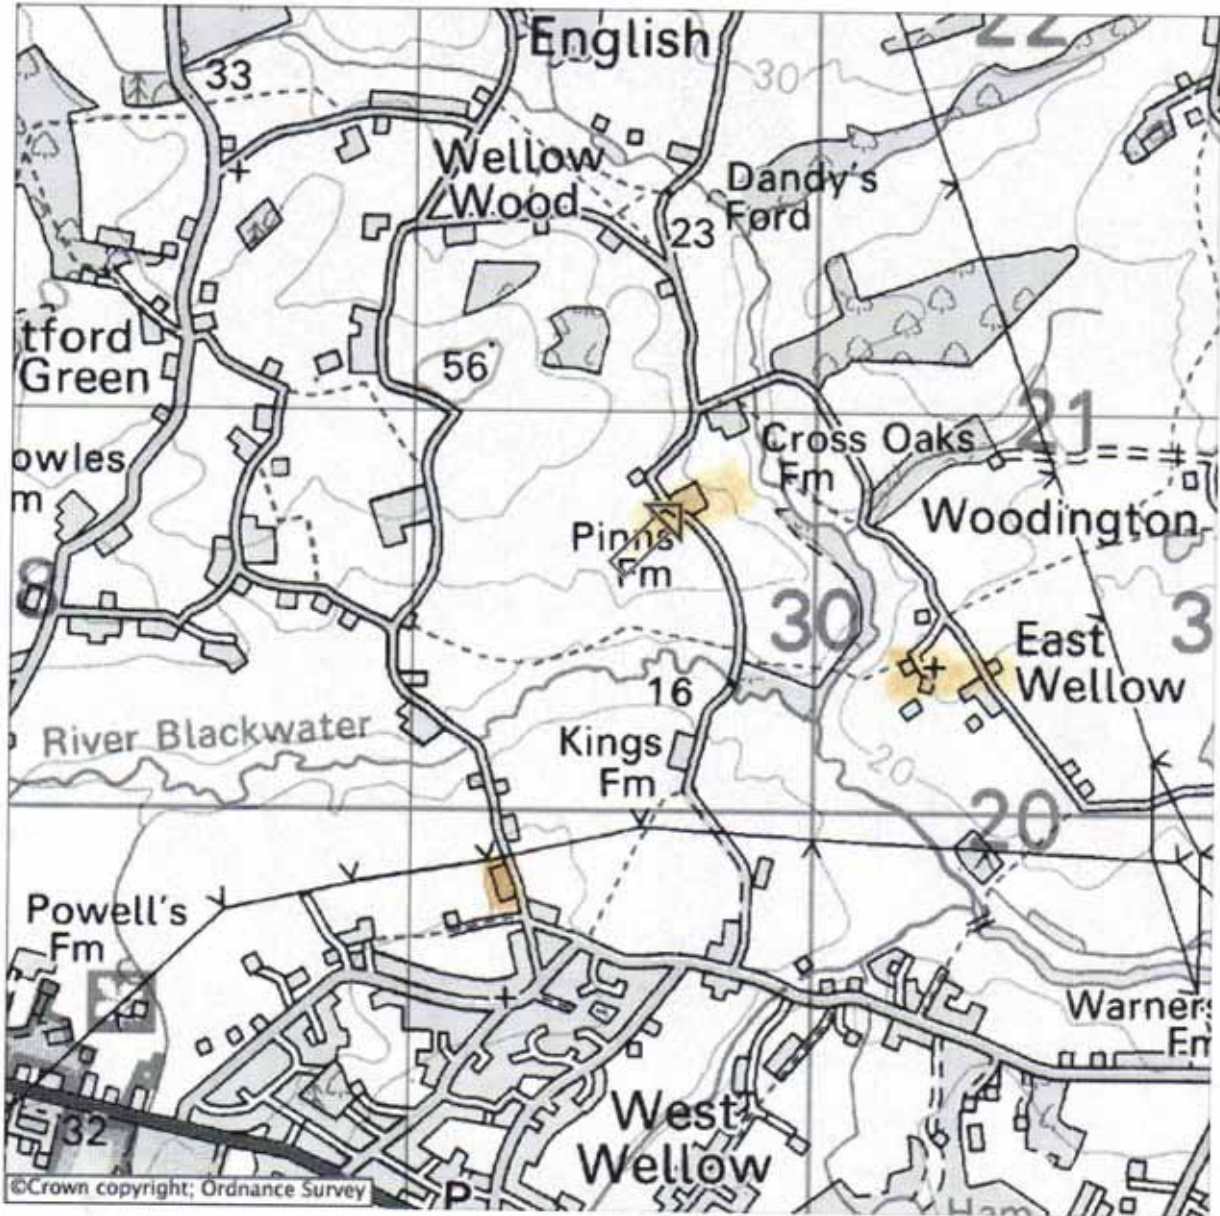 English
22
33
30
Wellow
Wood
Dandy's
Ford
23
tford
Green
56
21
owles
m
Cross Oaks
Fm
Woodington
Pinns
Fm
8
30
3
East
Wellow
16
River Blackwater
Kings
Fm
20
20
Powell's
Fm
Warners
Fm
West
Wellow
32
©Crown copyright; Ordnance Survey
P
Ham